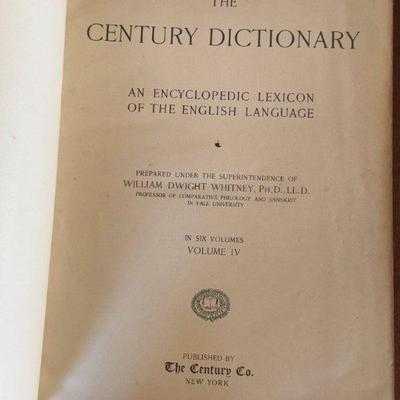 THE
CENTURY DICTIONARY
AN ENCYCLOPEDIC LEXICON
OF THE ENGLISH LANGUAGE
PREPARED UNDER THE SUPERINTENDENCE OF
WILLIAM DWIGHT WHITNEY, PH.D., LL.D.
PROFESSOR OF COMPARATIVE PHILOLOGY AND SANSKRIT
IN YALE UNIVERSITY
IN SIX VOLUMES
VOLUME IV
PUBLISHED BY
The Century Co.
NEW YORK